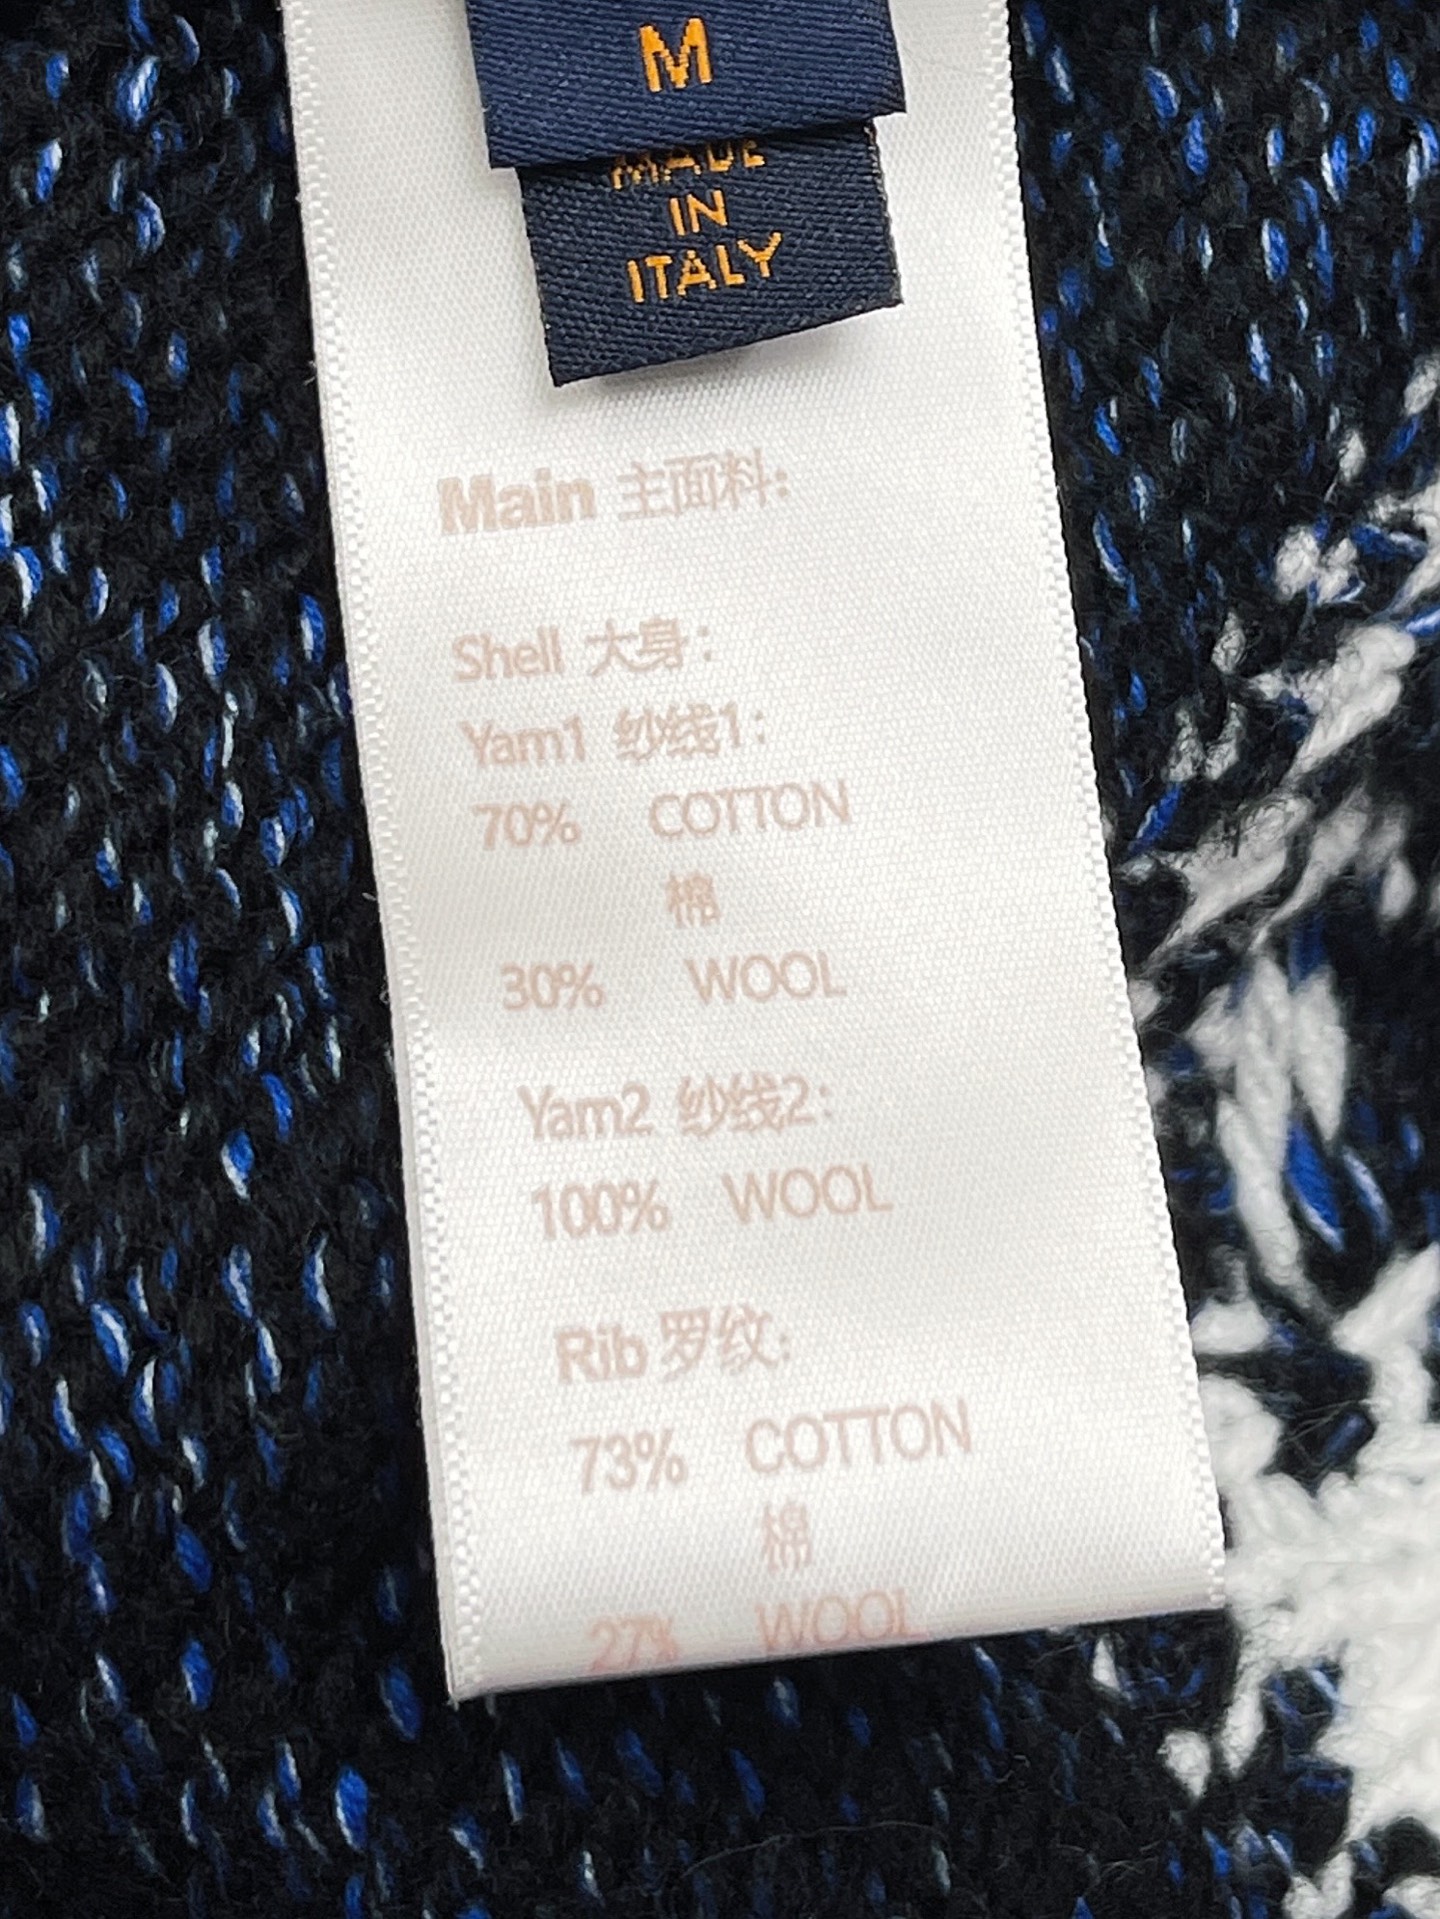 M
MADE
IN
ITALY
Main 主面料:
Shell 大身:
Yam1 纱线1:
70% COTTON
棉
30% WOOL
Yam2 纱线2:
100% WOOL
Rib 罗纹:
73% COTTON
棉
27% WOOL